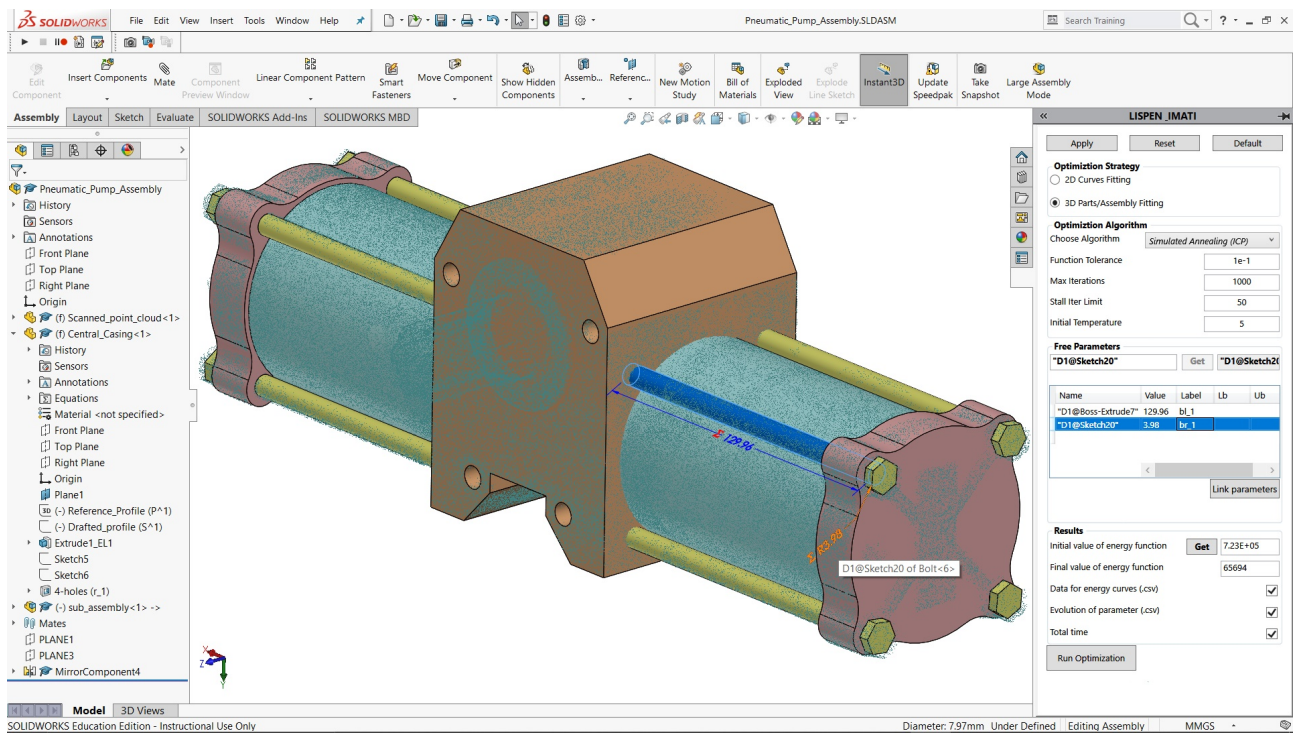 SOLIDWORKS File Edit View Insert Tools Window Help Pneumatic_Pump_Assembly.SLDASM Search Training
Edit Component Insert Components Mate Component Preview Window Linear Component Pattern Smart Fasteners Move Component Show Hidden Components Assemb... Referenc... New Motion Study Bill of Materials Exploded View Explode Line Sketch Instant3D Update Speedpak Take Snapshot Large Assembly Mode
Assembly Layout Sketch Evaluate SOLIDWORKS Add-Ins SOLIDWORKS MBD
Pneumatic_Pump_Assembly
History
Sensors
Annotations
Front Plane
Top Plane
Right Plane
Origin
(f) Scanned_point_cloud<1>
(f) Central_Casing<1>
History
Sensors
Annotations
Equations
Material <not specified>
Front Plane
Top Plane
Right Plane
Origin
Plane1
3D (-) Reference_Profile (P^1)
(-) Drafted_profile (S^1)
Extrude1_EL1
Sketch5
Sketch6
4-holes (r_1)
(-) sub_assembly<1> ->
Mates
PLANE1
PLANE3
MirrorComponent4
Σ 129.96
Σ R3.98
D1@Sketch20 of Bolt<6>
X
Z
Y
LISPEN_IMATI
Apply Reset Default
Optimiztion Strategy
2D Curves Fitting
3D Parts/Assembly Fitting
Optimiztion Algorithm
Choose Algorithm Simulated Annealing (ICP)
Function Tolerance 1e-1
Max Iterations 1000
Stall Iter Limit 50
Initial Temperature 5
Free Parameters
"D1@Sketch20" Get "D1@Sketch2(
Name Value Label Lb Ub
"D1@Boss-Extrude7" 129.96 bl_1
"D1@Sketch20" 3.98 br_1
Link parameters
Results
Initial value of energy function Get 7.23E+05
Final value of energy function 65694
Data for energy curves (.csv)
Evolution of parameter (.csv)
Total time
Run Optimization
Model 3D Views
SOLIDWORKS Education Edition - Instructional Use Only Diameter: 7.97mm Under Defined Editing Assembly MMGS